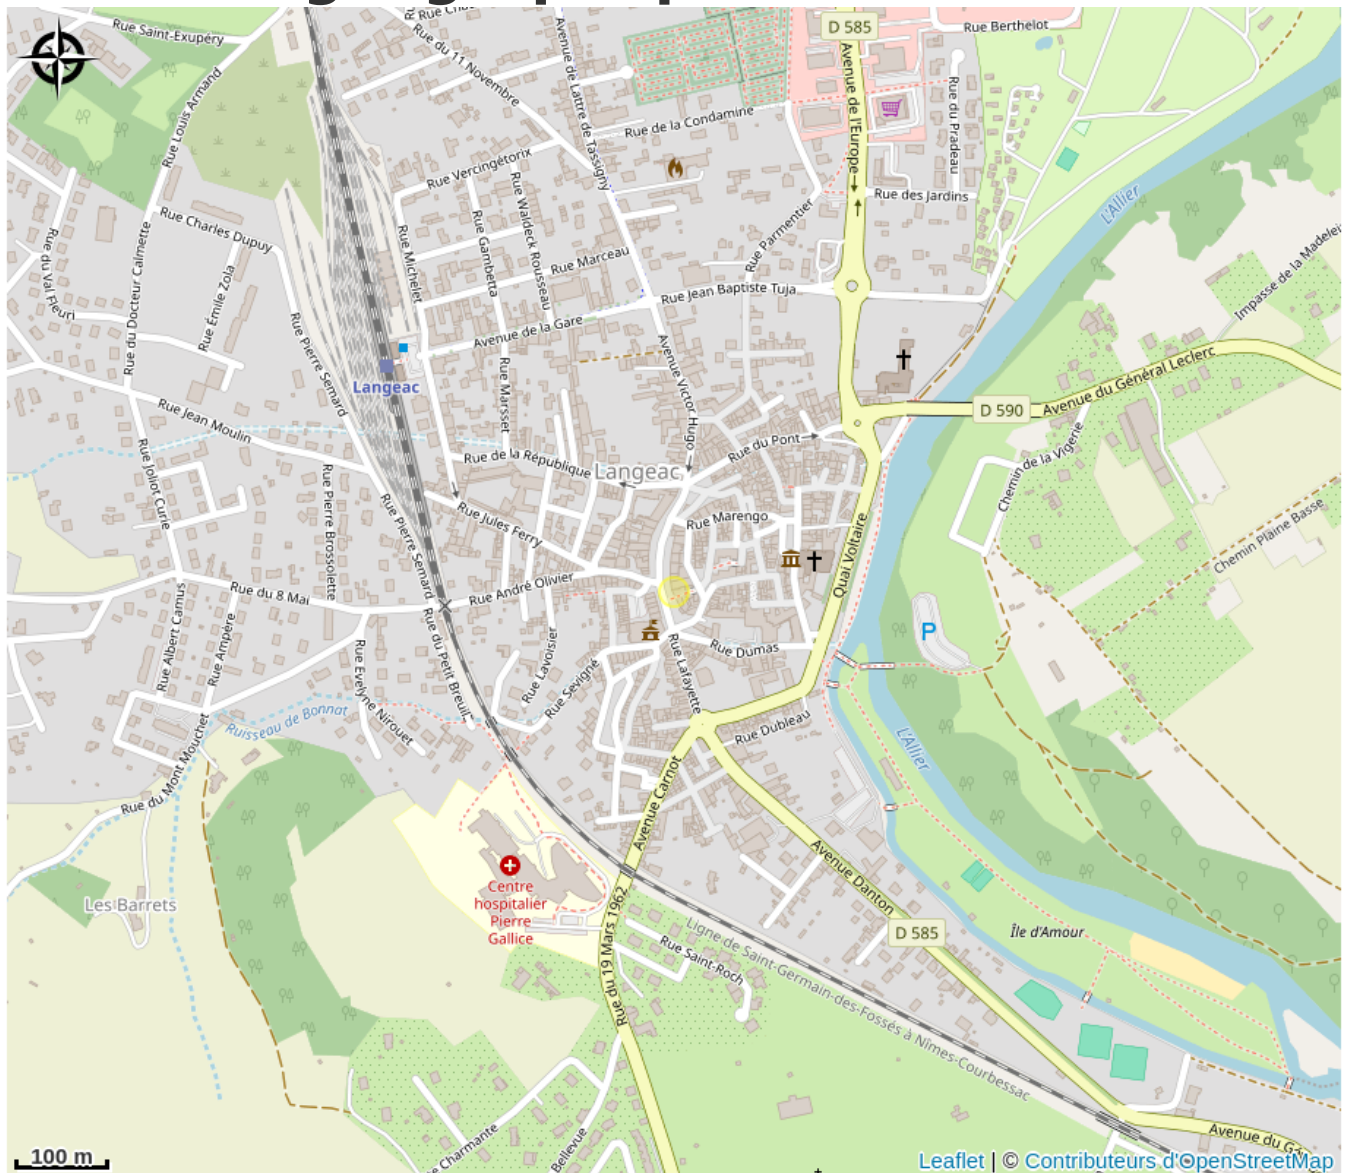 Rue Saint-Exupéry
Rue du 11 Novembre
Avenue de Lattre de Tassigny
D 585
Rue Berthelot
Rue Louis Armand
Avenue de l'Europe
Rue du Pradeau
Rue de la Condamine
Rue Vercingétorix
Rue Waldeck Rousseau
Rue des Jardins
L'Allier
Rue Charles Dupuy
Rue du Val Fleuri
Rue du Docteur Calmette
Rue Émile Zola
Rue Michelet
Rue Gambetta
Rue Marceau
Rue Parmentier
Rue Jean Baptiste Tuja
Impasse de la Madelei
Rue Pierre Semard
Avenue de la Gare
Avenue Victor Hugo
Langeac
Rue Marsset
Avenue du Général Leclerc
D 590
Rue Jean Moulin
Rue du Pont
Rue Joliot Curie
Rue Pierre Brossolette
Rue de la République
Langeac
Chemin de la Vigerie
Rue Pierre Semard
Rue Jules Ferry
Rue Marengo
Quai Voltaire
Chemin Plaine Basse
Rue du 8 Mai
Rue André Olivier
Rue Albert Camus
Rue Ampère
Rue du Petit Breuil
Rue Evelyne Nirouet
Rue Lavoisier
Rue Sévigné
Rue Lafayette
Rue Dumas
P
Ruisseau de Bonnat
Rue Dubleau
L'Allier
Rue du Mont Mouchet
Avenue Carnot
Avenue Danton
Les Barrets
Centre
hospitalier
Pierre
Gallice
Rue du 19 Mars 1962
Rue Saint-Roch
Ligne de Saint-Germain-des-Fossés à Nîmes-Courbessac
D 585
Île d'Amour
e Charmante
Bellevue
Avenue du Ga
100 m
Leaflet | © Contributeurs d'OpenStreetMap